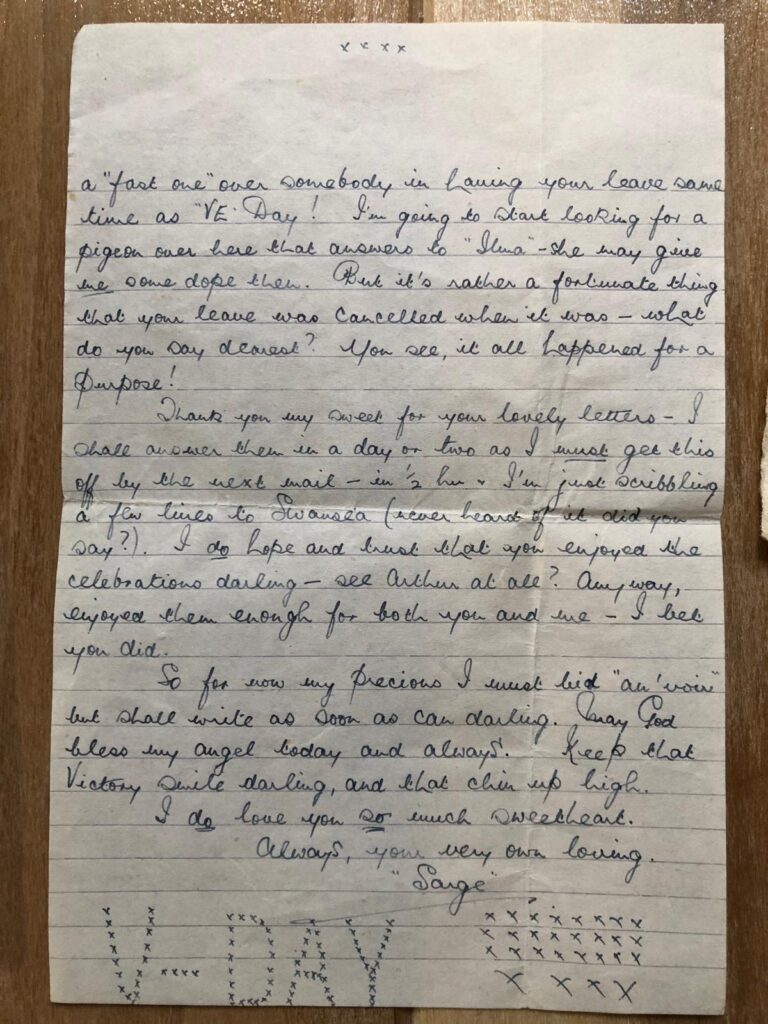 x x x x
a "fast one" over somebody in having your leave same
time as "VE" Day! I'm going to start looking for a
pigeon over here that answers to "Ilma" - she may give
me some dope then. But it's rather a fortunate thing
that your leave was cancelled when it was - what
do you say dearest? You see, it all happened for a
purpose!
Thank you my sweet for your lovely letters - I
shall answer them in a day or two as I must get this
off by the next mail - in ½ hr + I'm just scribbling
a few lines to Swansea (never heard of it did you
say?). I do hope and trust that you enjoyed the
celebrations darling - see Arthur at all? Anyway,
enjoyed them enough for both you and me - I bet
you did.
So for now my precious I must bid "au 'voir"
but shall write as soon as can darling. May God
bless my angel today and always. Keep that
Victory smile darling, and that chin up high.
I do love you so much sweetheart.
Always, your very own loving.
"Sarge"
V-DAY
x x x x x x x x
x x x x x x x x
x x x x x x x x
x x x x